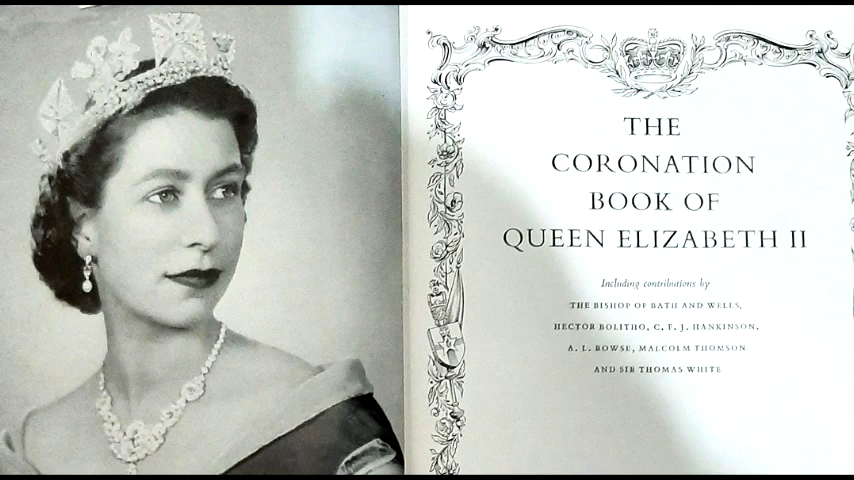 THE
CORONATION
BOOK OF
QUEEN ELIZABETH II
Including contributions by
THE BISHOP OF BATH AND WELLS,
HECTOR BOLITHO, C. F. J. HANKINSON,
A. L. ROWSE, MALCOLM THOMSON
AND SIR THOMAS WHITE